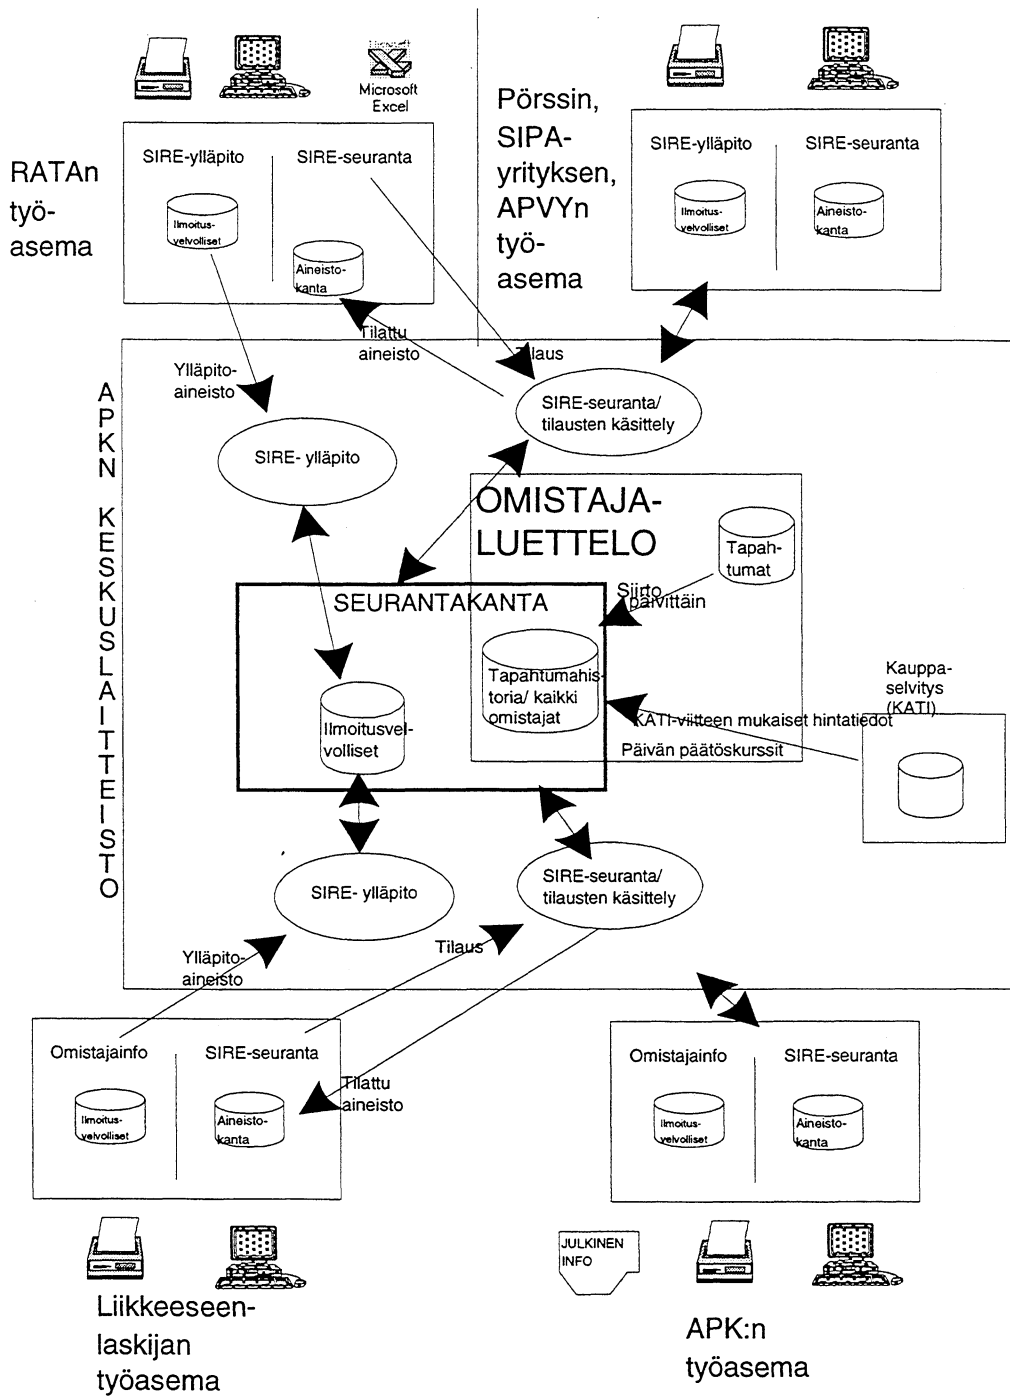 Microsoft
Excel
RATAn
työ-
asema
SIRE-ylläpito
SIRE-seuranta
Ilmoitus-
velvolliset
Aineisto-
kanta
Pörssin,
SIPA-
yrityksen,
APVYn
työ-
asema
SIRE-ylläpito
SIRE-seuranta
Ilmoitus-
velvolliset
Aineisto-
kanta
Tilattu
aineisto
Tilaus
Ylläpito-
aineisto
APKN KESKUSLAITTEISTO
SIRE-seuranta/
tilausten käsittely
SIRE- ylläpito
OMISTAJA-
LUETTELO
Tapah-
tumat
Siirto
päivittäin
SEURANTAKANTA
Tapahtumahis-
toria/ kaikki
omistajat
Ilmoitusvel-
volliset
Kauppa-
selvitys
(KATI)
KATI-viitteen mukaiset hintatiedot
Päivän päätöskurssit
SIRE- ylläpito
SIRE-seuranta/
tilausten käsittely
Ylläpito-
aineisto
Tilaus
Omistajainfo
SIRE-seuranta
Ilmoitus-
velvolliset
Aineisto-
kanta
Tilattu
aineisto
Omistajainfo
SIRE-seuranta
Ilmoitus-
velvolliset
Aineisto-
kanta
JULKINEN
INFO
Liikkeeseen-
laskijan
työasema
APK:n
työasema